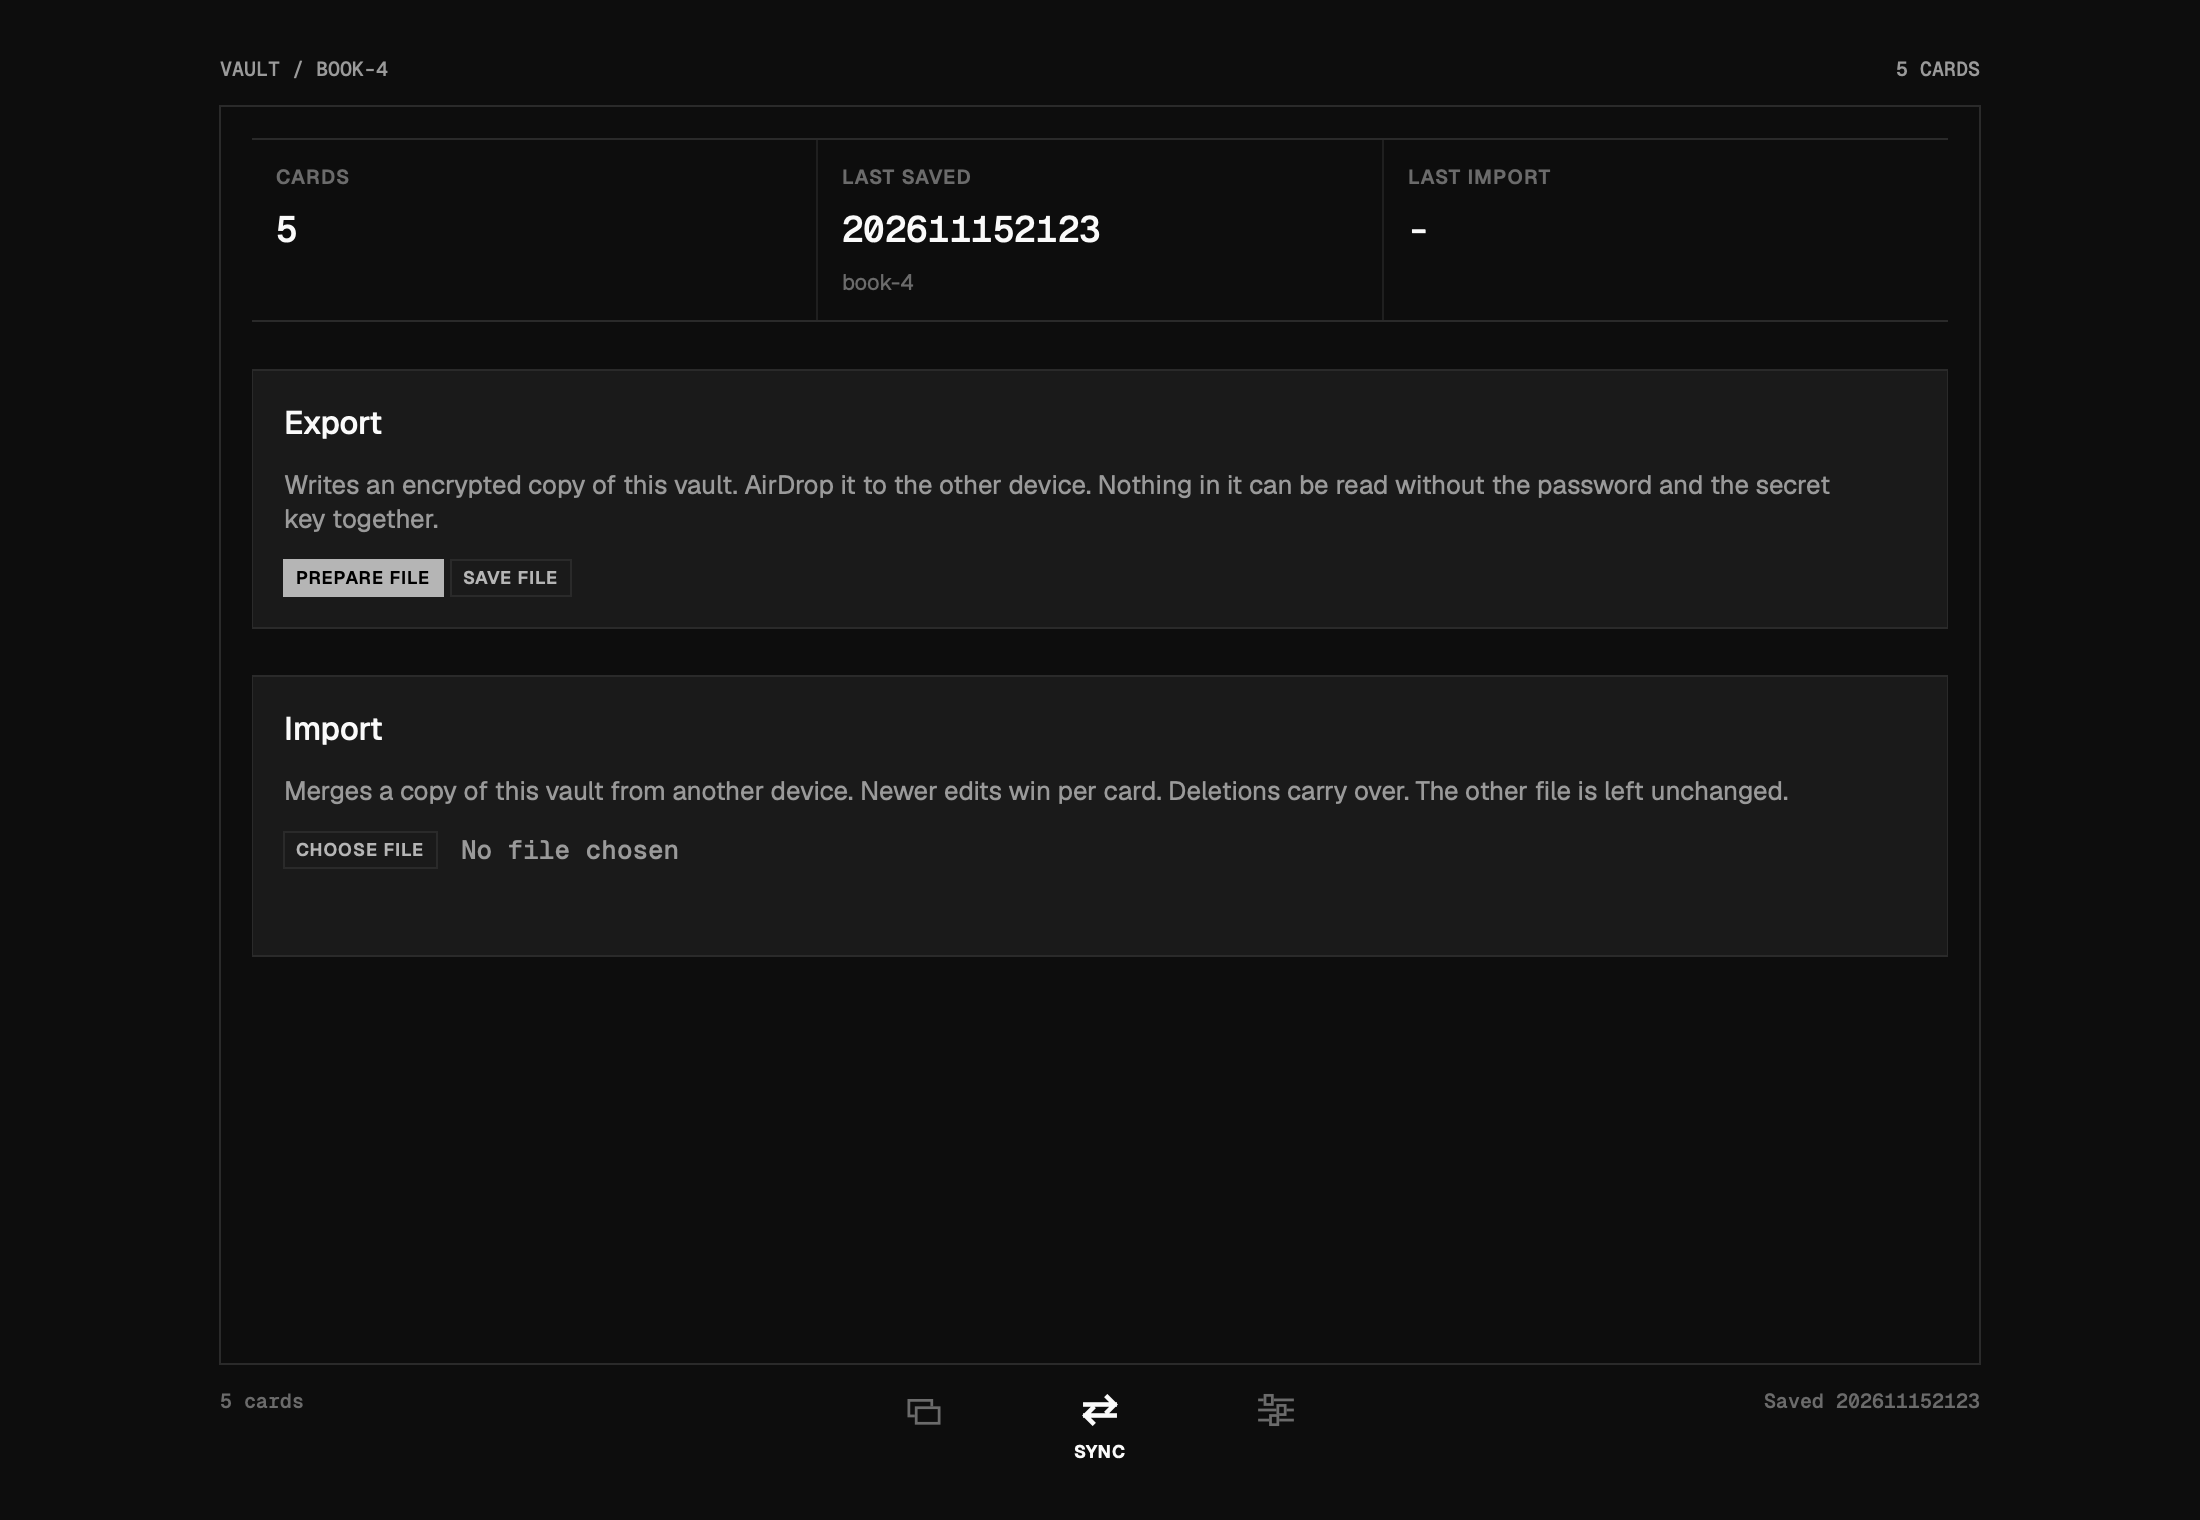 VAULT / BOOK-4
5 CARDS
CARDS
5
LAST SAVED
202611152123
book-4
LAST IMPORT
-
Export
Writes an encrypted copy of this vault. AirDrop it to the other device. Nothing in it can be read without the password and the secret
key together.
PREPARE FILE
SAVE FILE
Import
Merges a copy of this vault from another device. Newer edits win per card. Deletions carry over. The other file is left unchanged.
CHOOSE FILE
No file chosen
5 cards
SYNC
Saved 202611152123